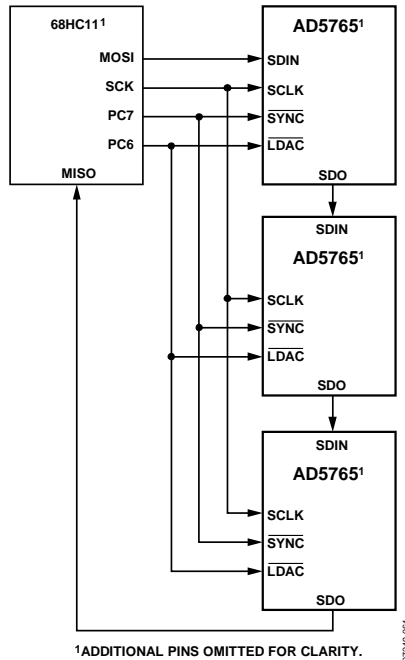 68HC11¹
MOSI
SCK
PC7
PC6
MISO
AD5765¹
SDIN
SCLK
SYNC
LDAC
SDO
SDIN
AD5765¹
SCLK
SYNC
LDAC
SDO
SDIN
AD5765¹
SCLK
SYNC
LDAC
SDO
¹ADDITIONAL PINS OMITTED FOR CLARITY.